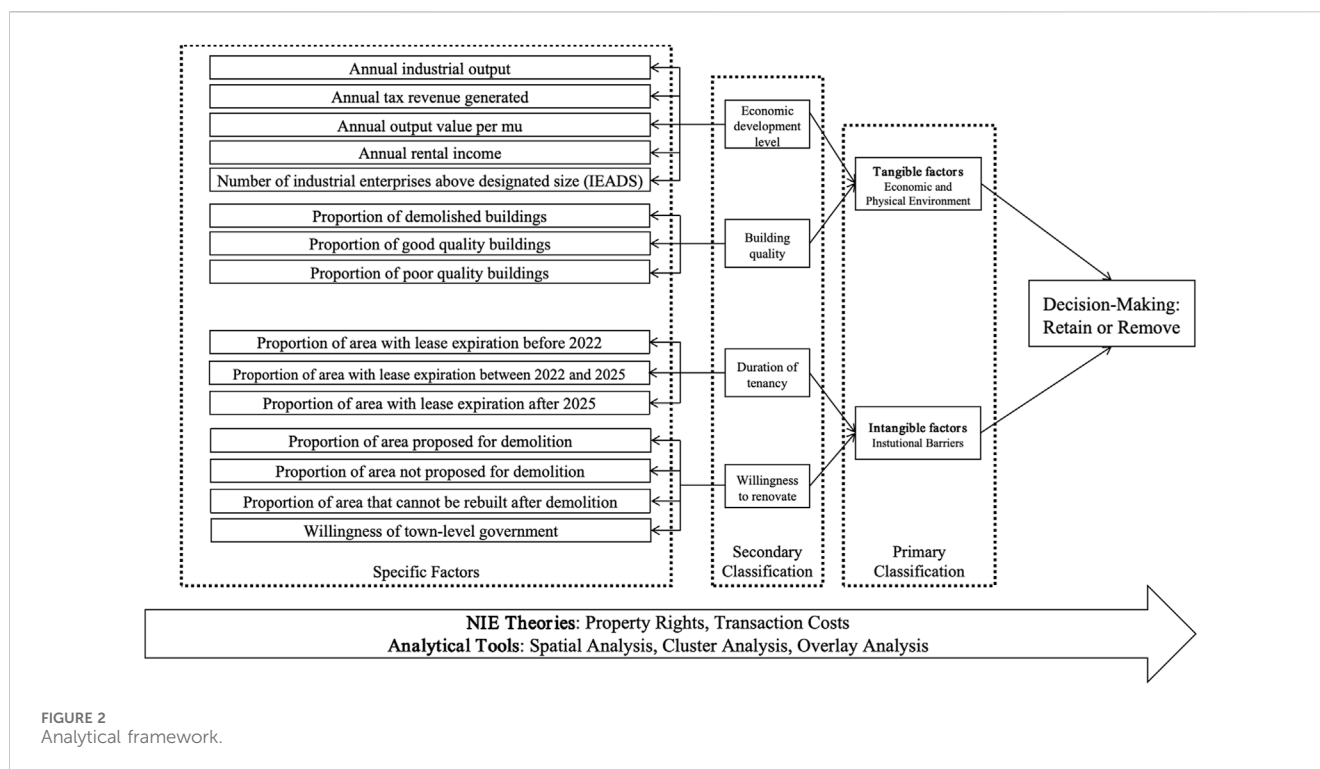 Annual industrial output
Annual tax revenue generated
Annual output value per mu
Annual rental income
Number of industrial enterprises above designated size (IEADS)
Proportion of demolished buildings
Proportion of good quality buildings
Proportion of poor quality buildings
Proportion of area with lease expiration before 2022
Proportion of area with lease expiration between 2022 and 2025
Proportion of area with lease expiration after 2025
Proportion of area proposed for demolition
Proportion of area not proposed for demolition
Proportion of area that cannot be rebuilt after demolition
Willingness of town-level government
Specific Factors
Economic
development
level
Building
quality
Duration of
tenancy
Willingness
to renovate
Secondary
Classification
Tangible factors
Economic and
Physical Environment
Intangible factors
Instutional Barriers
Primary
Classification
Decision-Making:
Retain or Remove
NIE Theories: Property Rights, Transaction Costs
Analytical Tools: Spatial Analysis, Cluster Analysis, Overlay Analysis
FIGURE 2
Analytical framework.